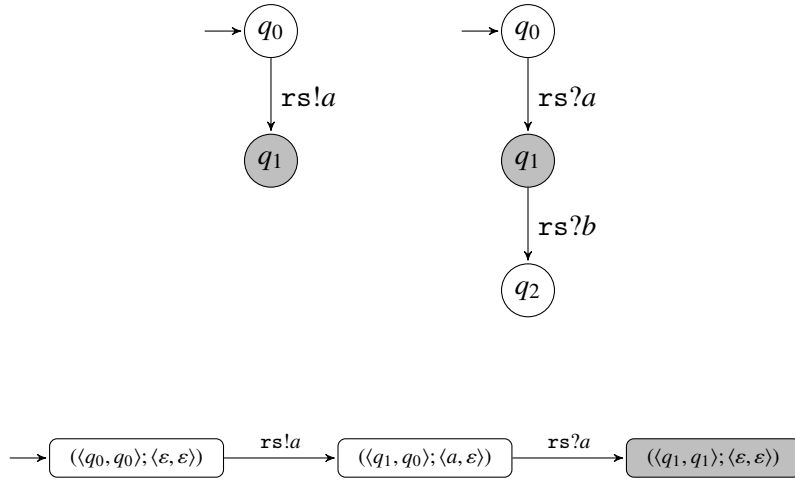 q0 q0
rs!a rs?a
q1 q1
rs?b
q2
rs!a rs?a
(⟨q0, q0⟩;⟨ε, ε⟩) (⟨q1, q0⟩;⟨a, ε⟩) (⟨q1, q1⟩;⟨ε, ε⟩)